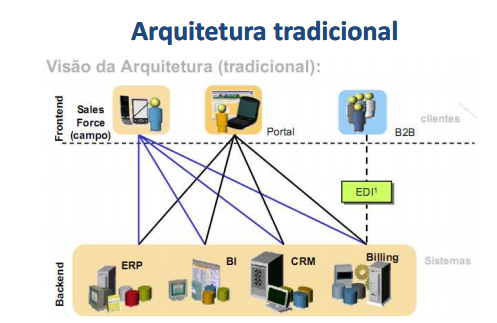 Arquitetura tradicional
Visão da Arquitetura (tradicional):
Frontend
Sales
Force
(campo)
Portal
B2B
clientes
EDI¹
Backend
ERP
BI
CRM
Billing
Sistemas